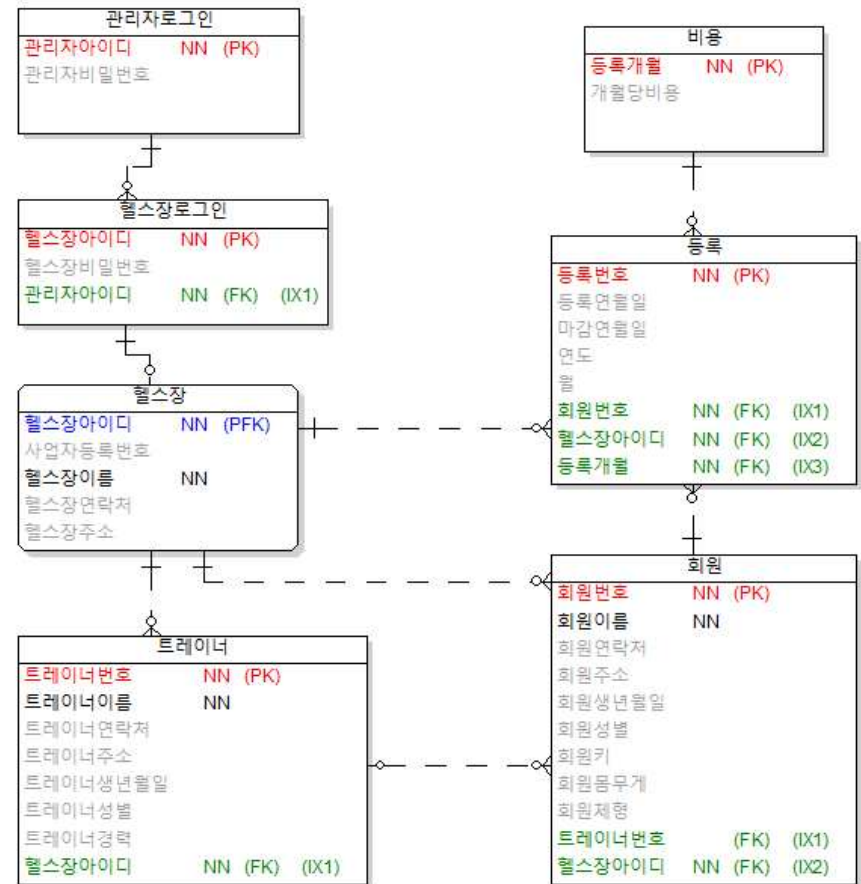 관리자로그인
관리자아이디 NN (PK)
관리자비밀번호
헬스장로그인
헬스장아이디 NN (PK)
헬스장비밀번호
관리자아이디 NN (FK) (IX1)
헬스장
헬스장아이디 NN (PFK)
사업자등록번호
헬스장이름 NN
헬스장연락처
헬스장주소
트레이너
트레이너번호 NN (PK)
트레이너이름 NN
트레이너연락처
트레이너주소
트레이너생년월일
트레이너성별
트레이너경력
헬스장아이디 NN (FK) (IX1)
비용
등록개월 NN (PK)
개월당비용
등록
등록번호 NN (PK)
등록연월일
마감연월일
연도
월
회원번호 NN (FK) (IX1)
헬스장아이디 NN (FK) (IX2)
등록개월 NN (FK) (IX3)
회원
회원번호 NN (PK)
회원이름 NN
회원연락처
회원주소
회원생년월일
회원성별
회원키
회원몸무게
회원체형
트레이너번호 (FK) (IX1)
헬스장아이디 NN (FK) (IX2)